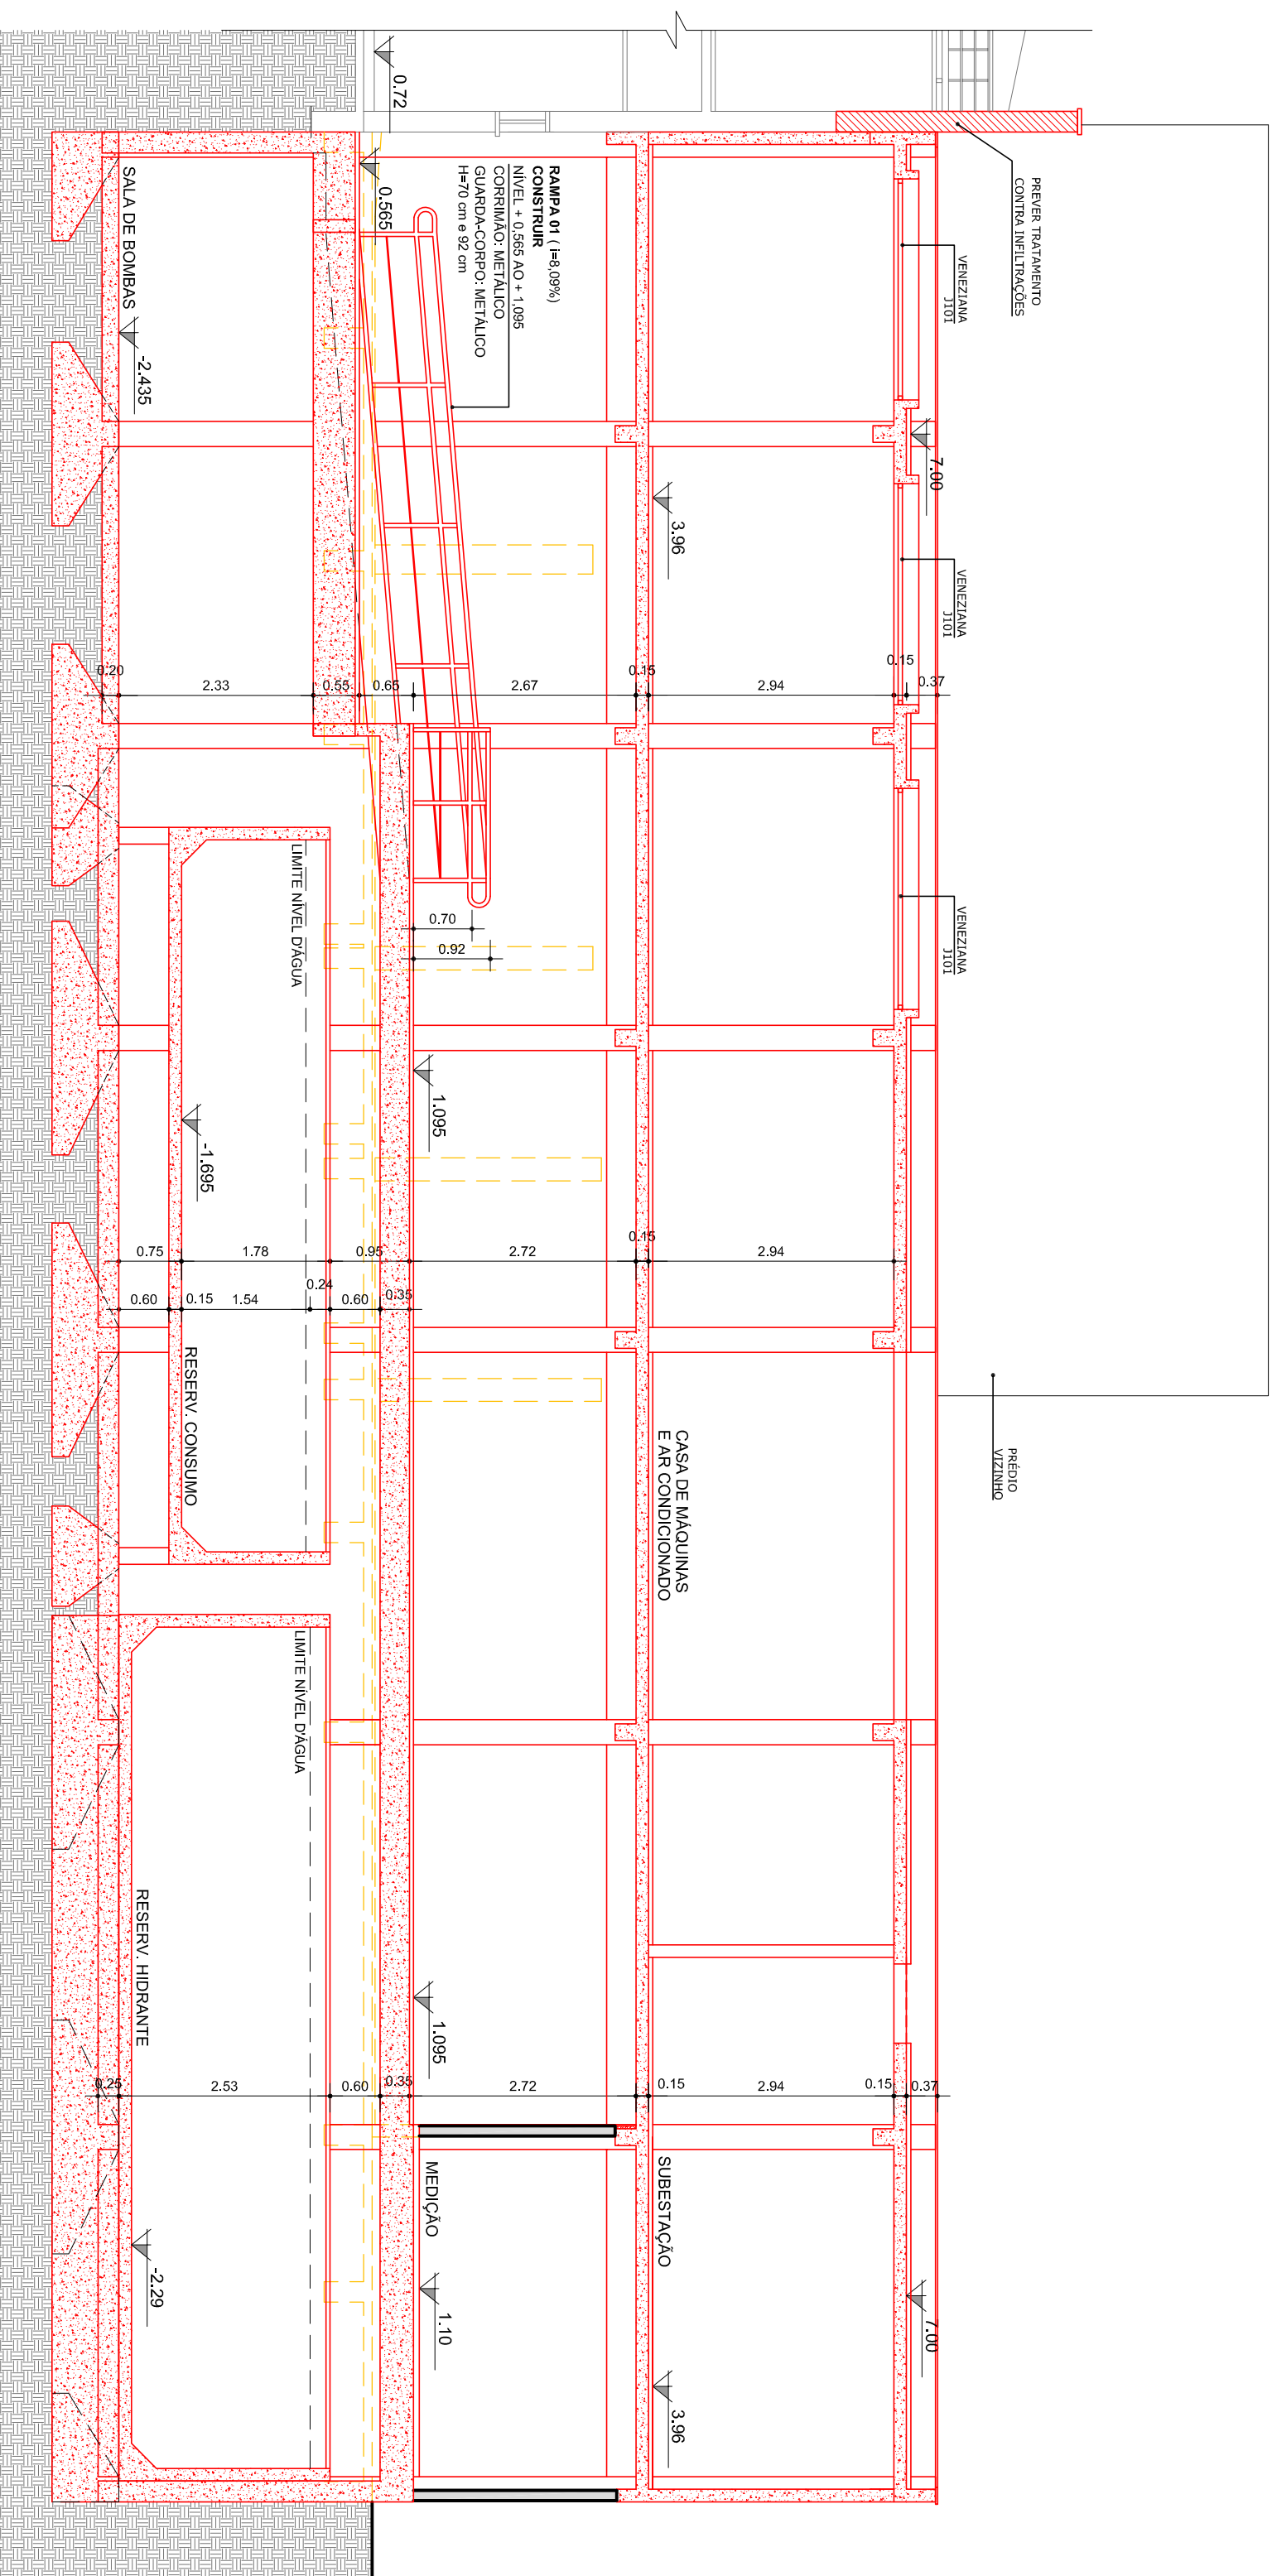 PREVER TRATAMENTO
CONTRA INFILTRAÇÕES
VENEZIANA
J101
VENEZIANA
J101
VENEZIANA
J101
PRÉDIO
VIZINHO
7.00
7.00
0.15
0.37
2.94
0.15
2.94
0.15
2.94
0.15
0.37
3.96
CASA DE MÁQUINAS
E AR CONDICIONADO
SUBESTAÇÃO
3.96
0.15
0.15
0.72
0.565
RAMPA 01 ( i=8,09%)
CONSTRUIR
NÍVEL + 0,565 AO + 1,095
CORRIMÃO: METÁLICO
GUARDA-CORPO: METÁLICO
H=70 cm e 92 cm
2.67
2.72
2.72
0.70
0.92
1.095
1.095
MEDIÇÃO
1.10
0.65
0.55
0.95
0.35
0.60
0.24
0.35
0.60
LIMITE NÍVEL D'ÁGUA
LIMITE NÍVEL D'ÁGUA
2.33
1.78
1.54
2.53
-1.695
RESERV. CONSUMO
0.75
0.60
0.15
SALA DE BOMBAS
-2.435
0.20
RESERV. HIDRANTE
-2.29
0.25